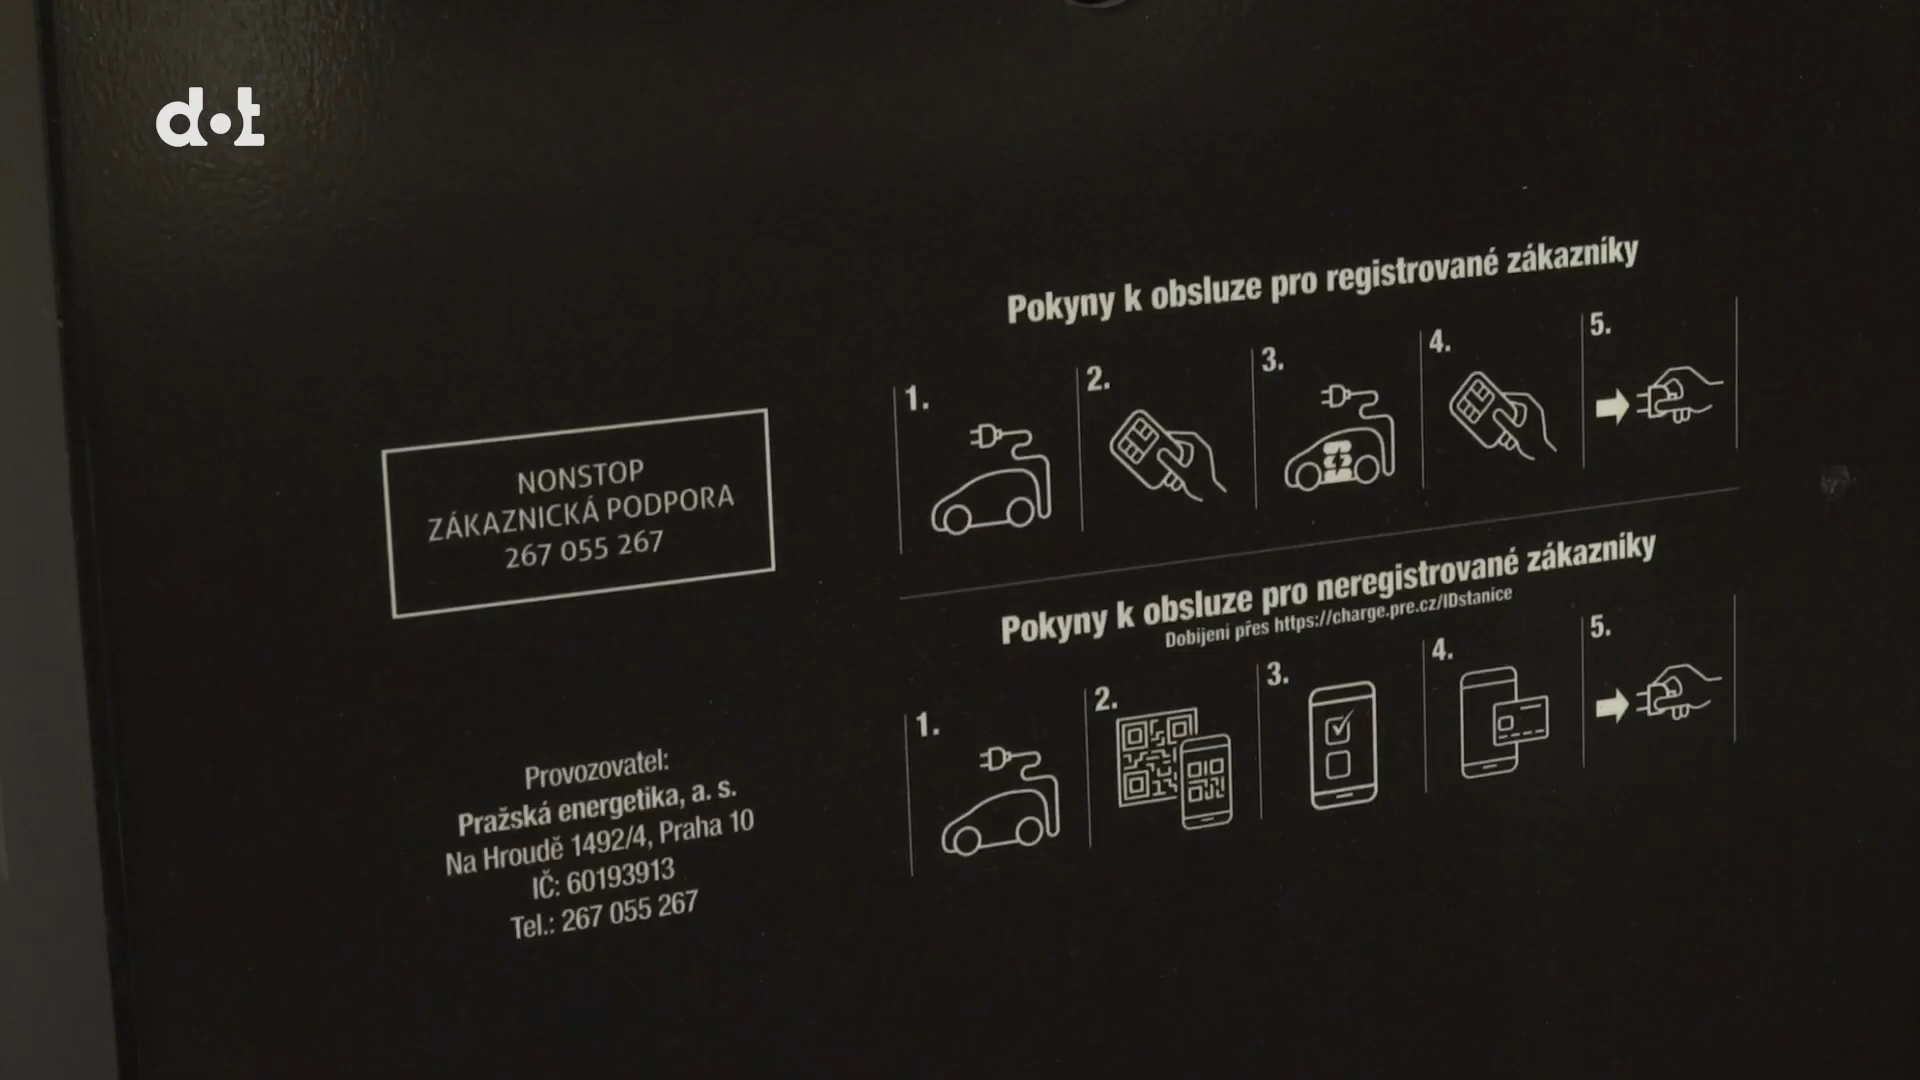 dot
NONSTOP
ZÁKAZNICKÁ PODPORA
267 055 267
Provozovatel:
Pražská energetika, a. s.
Na Hroudě 1492/4, Praha 10
IČ: 60193913
Tel.: 267 055 267
Pokyny k obsluze pro registrované zákazníky
1.
2.
3.
4.
5.
Pokyny k obsluze pro neregistrované zákazníky
Dobíjení přes https://charge.pre.cz/IDstanice
1.
2.
3.
4.
5.